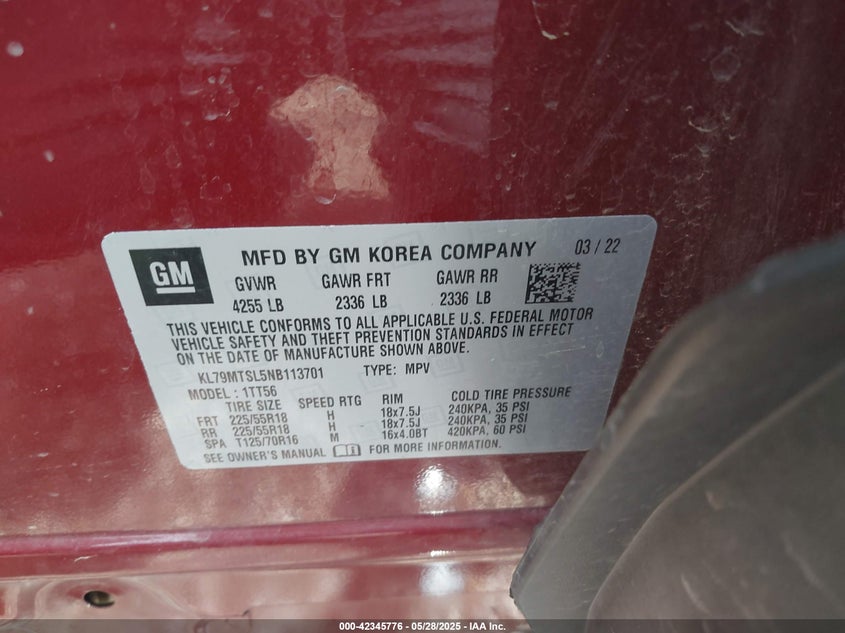 GM
MFD BY GM KOREA COMPANY 03 / 22
GVWR GAWR FRT GAWR RR
4255 LB 2336 LB 2336 LB
THIS VEHICLE CONFORMS TO ALL APPLICABLE U.S. FEDERAL MOTOR
VEHICLE SAFETY AND THEFT PREVENTION STANDARDS IN EFFECT
ON THE DATE OF MANUFACTURE SHOWN ABOVE.
KL79MTSL5NB113701 TYPE: MPV
MODEL: 1TT56
TIRE SIZE SPEED RTG RIM COLD TIRE PRESSURE
FRT 225/55R18 H 18x7.5J 240KPA, 35 PSI
RR 225/55R18 H 18x7.5J 240KPA, 35 PSI
SPA T125/70R16 M 16x4.0BT 420KPA, 60 PSI
SEE OWNER'S MANUAL FOR MORE INFORMATION.
000-42345776 — 05/28/2025 — IAA Inc.